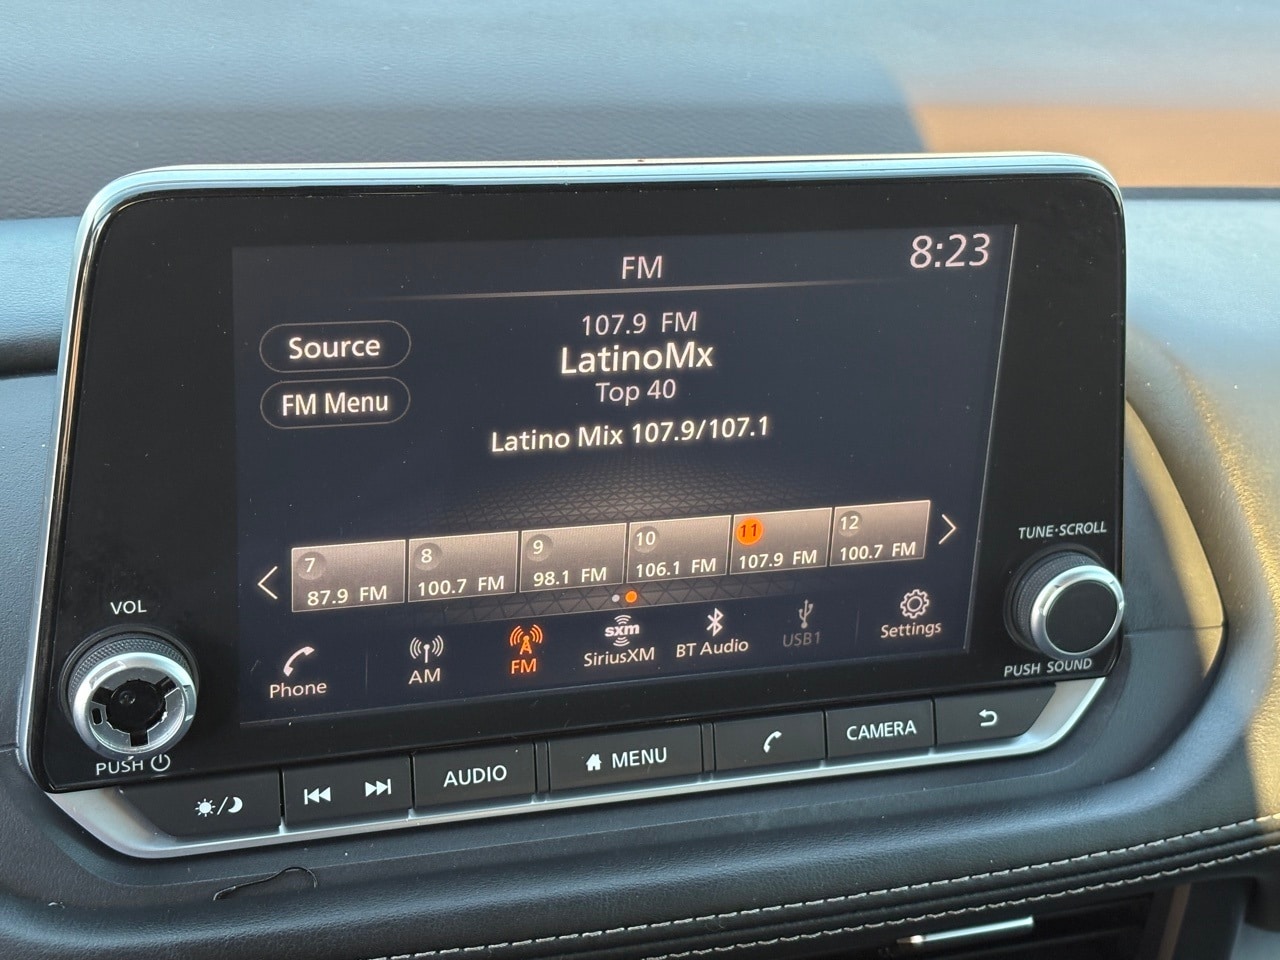 FM
8:23
107.9 FM
LatinoMx
Top 40
Latino Mix 107.9/107.1
Source
FM Menu
7
87.9 FM
8
100.7 FM
9
98.1 FM
10
106.1 FM
11
107.9 FM
12
100.7 FM
Phone
AM
FM
sxm
SiriusXM
BT Audio
USB1
Settings
VOL
PUSH
TUNE·SCROLL
PUSH SOUND
AUDIO
MENU
CAMERA